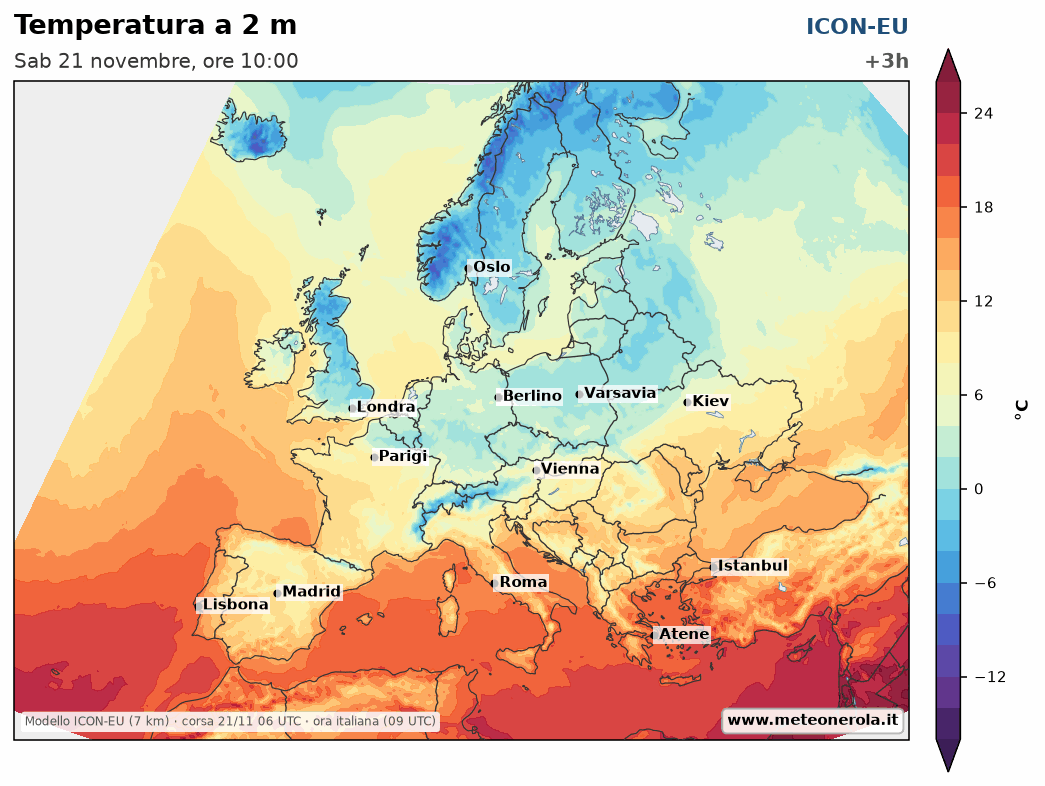 Temperatura a 2 m
ICON-EU
Sab 21 novembre, ore 10:00
+3h
Oslo
Londra
Berlino
Varsavia
Kiev
Parigi
Vienna
Istanbul
Roma
Madrid
Lisbona
Atene
24
18
12
6
0
−6
−12
°C
Modello ICON-EU (7 km) · corsa 21/11 06 UTC · ora italiana (09 UTC)
www.meteonerola.it